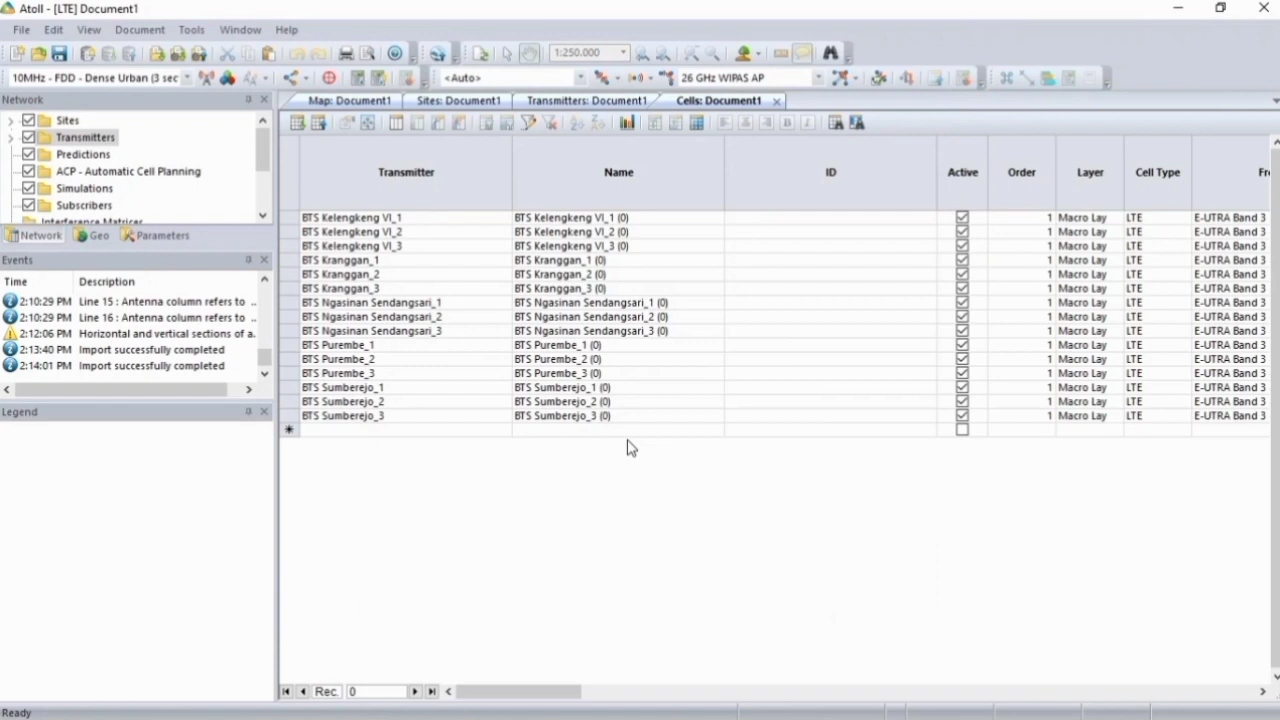 Atoll - [LTE] Document1
File Edit View Document Tools Window Help
1:250.000
10MHz - FDD - Dense Urban (3 sec <Auto> 26 GHz WIPAS AP
Network
Map: Document1 Sites: Document1 Transmitters: Document1 Cells: Document1
Sites
Transmitters
Predictions
ACP - Automatic Cell Planning
Simulations
Subscribers
Interference Matrices
Network Geo Parameters
Events
Time Description
2:10:29 PM Line 15 : Antenna column refers to ..
2:10:29 PM Line 16 : Antenna column refers to ..
2:12:06 PM Horizontal and vertical sections of a.
2:13:40 PM Import successfully completed
2:14:01 PM Import successfully completed
Legend
Transmitter Name ID Active Order Layer Cell Type Fr
BTS Kelengkeng VI_1 BTS Kelengkeng VI_1 (0) 1 Macro Lay LTE E-UTRA Band 3
BTS Kelengkeng VI_2 BTS Kelengkeng VI_2 (0) 1 Macro Lay LTE E-UTRA Band 3
BTS Kelengkeng VI_3 BTS Kelengkeng VI_3 (0) 1 Macro Lay LTE E-UTRA Band 3
BTS Kranggan_1 BTS Kranggan_1 (0) 1 Macro Lay LTE E-UTRA Band 3
BTS Kranggan_2 BTS Kranggan_2 (0) 1 Macro Lay LTE E-UTRA Band 3
BTS Kranggan_3 BTS Kranggan_3 (0) 1 Macro Lay LTE E-UTRA Band 3
BTS Ngasinan Sendangsari_1 BTS Ngasinan Sendangsari_1 (0) 1 Macro Lay LTE E-UTRA Band 3
BTS Ngasinan Sendangsari_2 BTS Ngasinan Sendangsari_2 (0) 1 Macro Lay LTE E-UTRA Band 3
BTS Ngasinan Sendangsari_3 BTS Ngasinan Sendangsari_3 (0) 1 Macro Lay LTE E-UTRA Band 3
BTS Purembe_1 BTS Purembe_1 (0) 1 Macro Lay LTE E-UTRA Band 3
BTS Purembe_2 BTS Purembe_2 (0) 1 Macro Lay LTE E-UTRA Band 3
BTS Purembe_3 BTS Purembe_3 (0) 1 Macro Lay LTE E-UTRA Band 3
BTS Sumberejo_1 BTS Sumberejo_1 (0) 1 Macro Lay LTE E-UTRA Band 3
BTS Sumberejo_2 BTS Sumberejo_2 (0) 1 Macro Lay LTE E-UTRA Band 3
BTS Sumberejo_3 BTS Sumberejo_3 (0) 1 Macro Lay LTE E-UTRA Band 3
Rec. 0
Ready